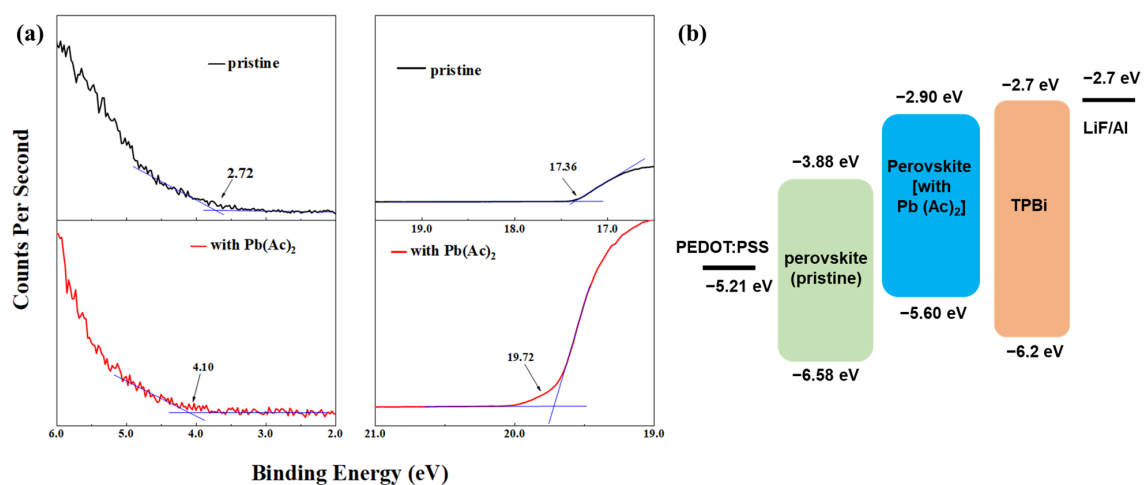 (a)
pristine
2.72
pristine
17.36
19.0
18.0
17.0
with Pb(Ac)2
4.10
6.0
5.0
4.0
3.0
2.0
with Pb(Ac)2
19.72
21.0
20.0
19.0
Counts Per Second
Binding Energy (eV)
(b)
PEDOT:PSS
−5.21 eV
−3.88 eV
perovskite
(pristine)
−6.58 eV
−2.90 eV
Perovskite
[with
Pb (Ac)2]
−5.60 eV
−2.7 eV
TPBi
−6.2 eV
−2.7 eV
LiF/Al